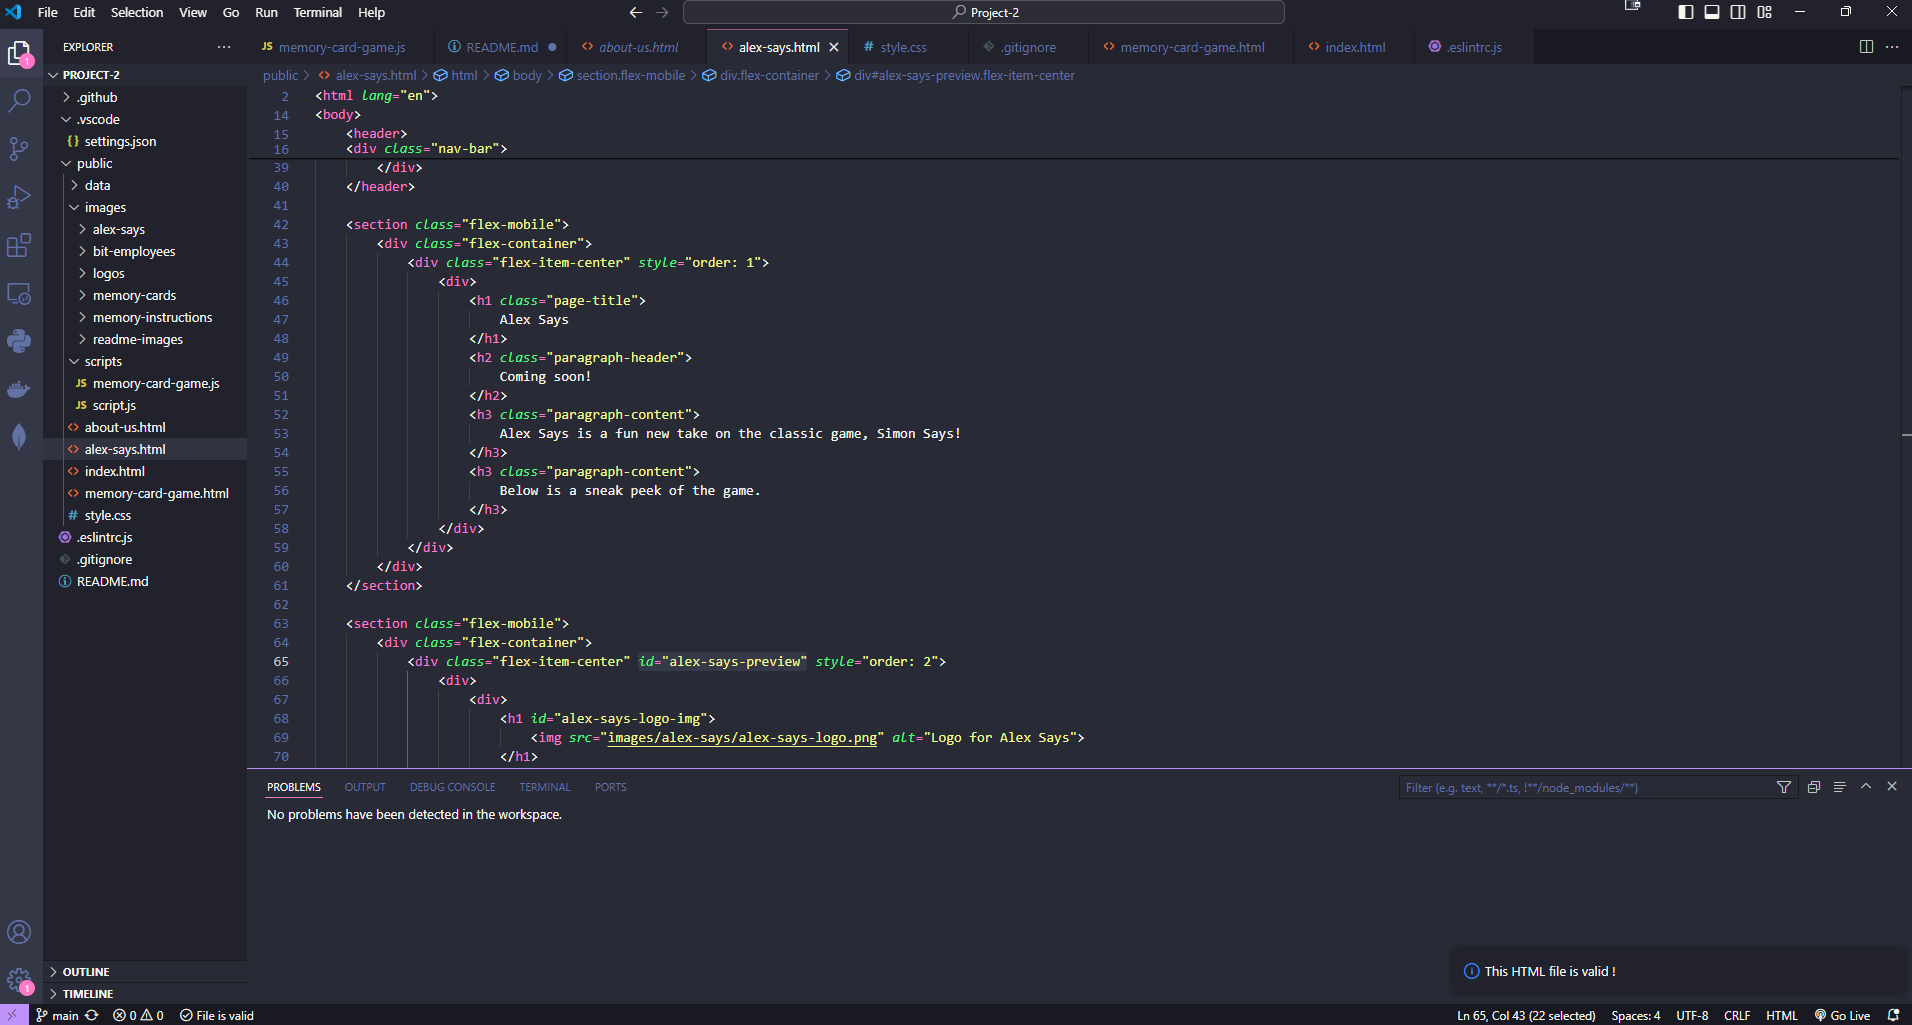 File Edit Selection View Go Run Terminal Help
Project-2
EXPLORER
JS memory-card-game.js
README.md
about-us.html
alex-says.html
# style.css
.gitignore
memory-card-game.html
index.html
.eslintrc.js
PROJECT-2
.github
.vscode
{} settings.json
public
data
images
alex-says
bit-employees
logos
memory-cards
memory-instructions
readme-images
scripts
JS memory-card-game.js
JS script.js
about-us.html
alex-says.html
index.html
memory-card-game.html
# style.css
.eslintrc.js
.gitignore
README.md
OUTLINE
TIMELINE
public > alex-says.html > html > body > section.flex-mobile > div.flex-container > div#alex-says-preview.flex-item-center
2 <html lang="en">
14 <body>
15 <header>
16 <div class="nav-bar">
39 </div>
40 </header>
41
42 <section class="flex-mobile">
43 <div class="flex-container">
44 <div class="flex-item-center" style="order: 1">
45 <div>
46 <h1 class="page-title">
47 Alex Says
48 </h1>
49 <h2 class="paragraph-header">
50 Coming soon!
51 </h2>
52 <h3 class="paragraph-content">
53 Alex Says is a fun new take on the classic game, Simon Says!
54 </h3>
55 <h3 class="paragraph-content">
56 Below is a sneak peek of the game.
57 </h3>
58 </div>
59 </div>
60 </div>
61 </section>
62
63 <section class="flex-mobile">
64 <div class="flex-container">
65 <div class="flex-item-center" id="alex-says-preview" style="order: 2">
66 <div>
67 <div>
68 <h1 id="alex-says-logo-img">
69 <img src="images/alex-says/alex-says-logo.png" alt="Logo for Alex Says">
70 </h1>
PROBLEMS OUTPUT DEBUG CONSOLE TERMINAL PORTS
Filter (e.g. text, **/*.ts, !**/node_modules/**)
No problems have been detected in the workspace.
This HTML file is valid !
1
1
main 0 0 File is valid
Ln 65, Col 43 (22 selected) Spaces: 4 UTF-8 CRLF HTML Go Live